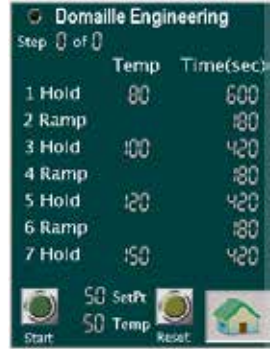 Domaille Engineering
Step 0 of 0
Temp Time(sec)
1 Hold 80 600
2 Ramp 180
3 Hold 100 420
4 Ramp 180
5 Hold 120 420
6 Ramp 180
7 Hold 150 420
50 SetPt
50 Temp
Start Reset